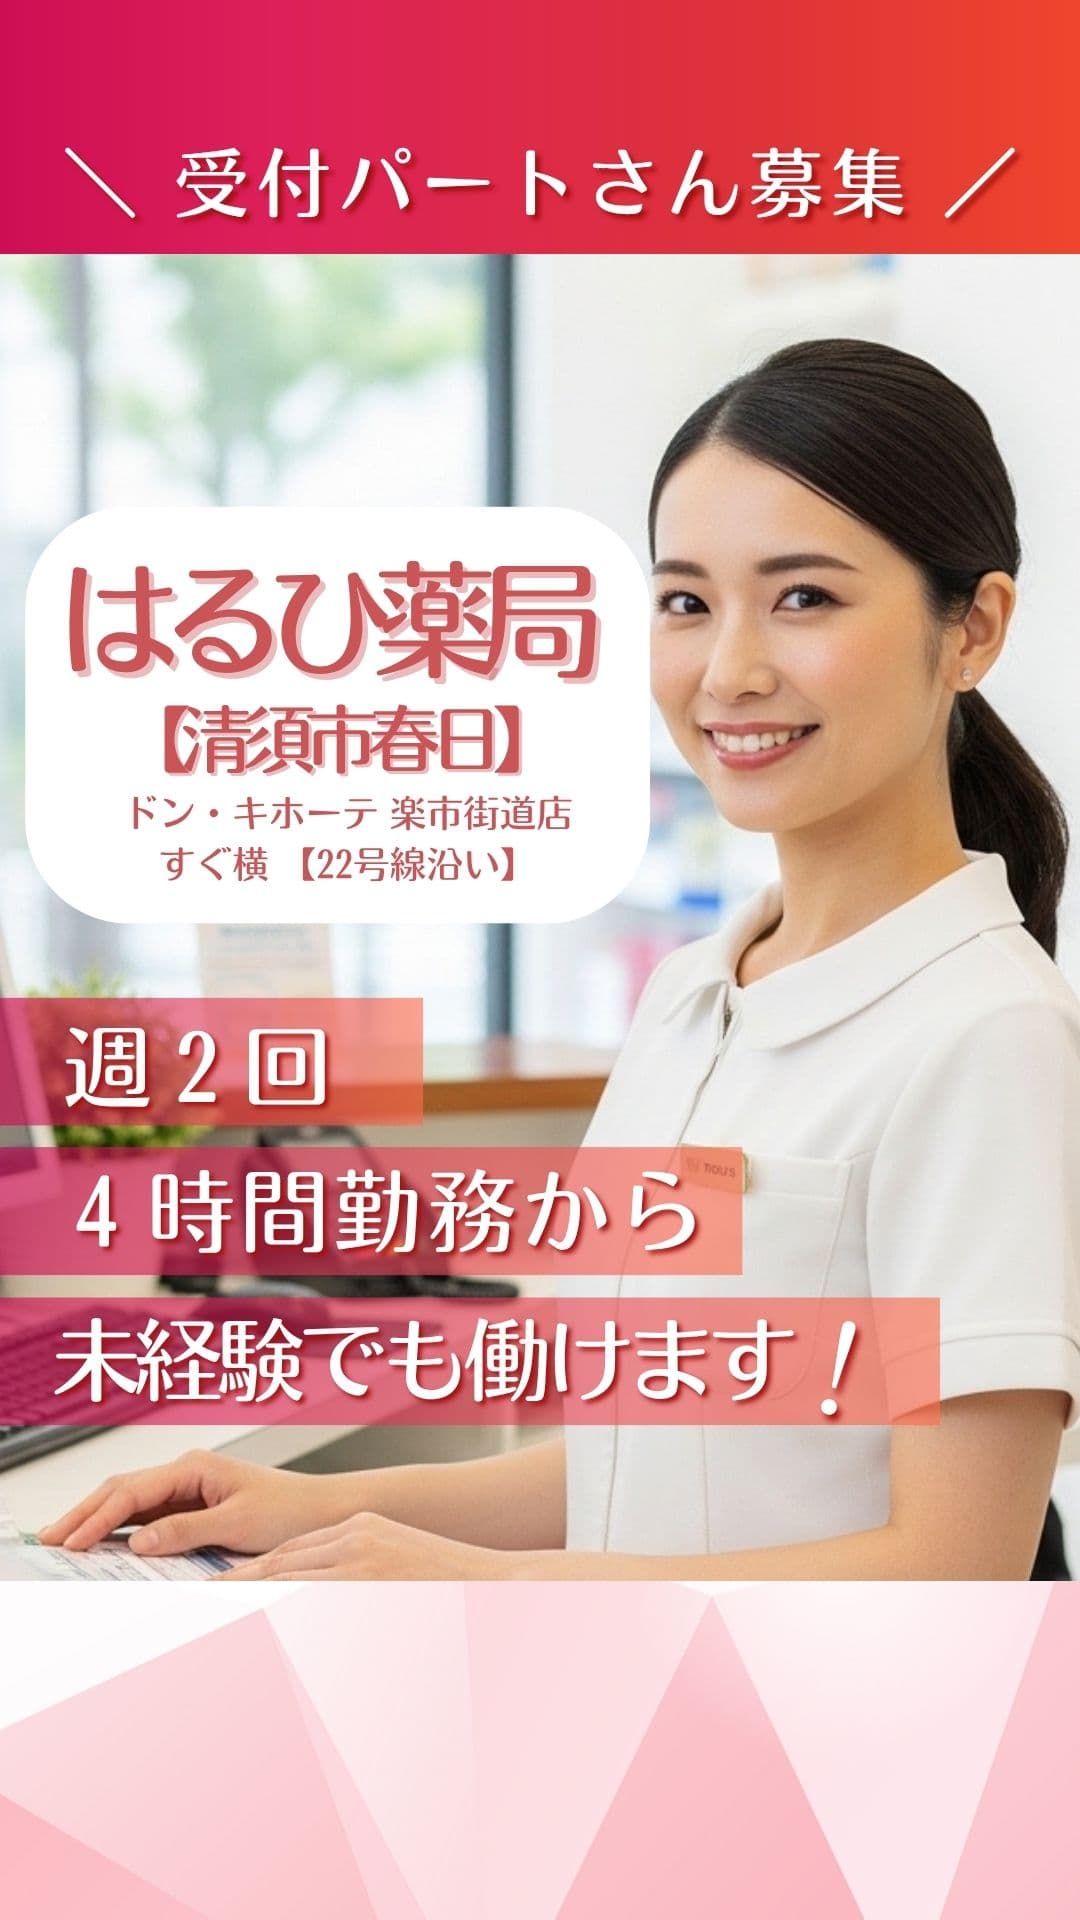 ＼ 受付パートさん募集 ／
はるひ薬局
【清須市春日】
ドン・キホーテ 楽市街道店
すぐ横 【22号線沿い】
週2回
4時間勤務から
未経験でも働けます！